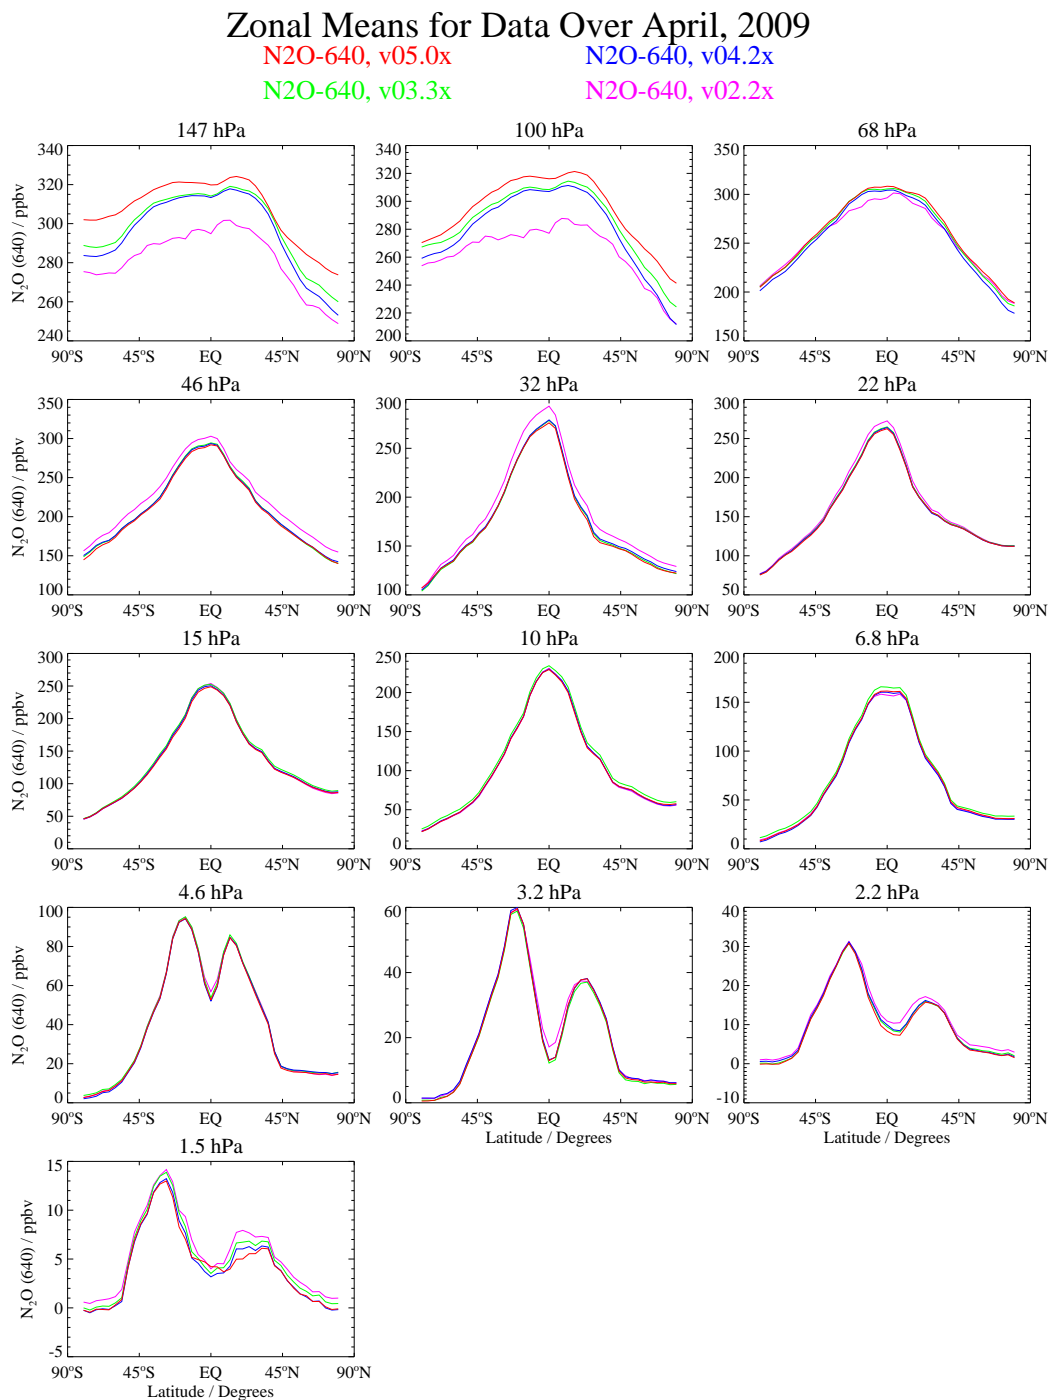 Zonal Means for Data Over April, 2009
N2O-640, v05.0x N2O-640, v04.2x
N2O-640, v03.3x N2O-640, v02.2x
147 hPa 100 hPa 68 hPa
N₂O (640) / ppbv
340 320 300 280 260 240
340 320 300 280 260 240 220 200
350 300 250 200 150
90°S 45°S EQ 45°N 90°N 90°S 45°S EQ 45°N 90°N 90°S 45°S EQ 45°N 90°N
46 hPa 32 hPa 22 hPa
N₂O (640) / ppbv
350 300 250 200 150 100
300 250 200 150 100
300 250 200 150 100 50
90°S 45°S EQ 45°N 90°N 90°S 45°S EQ 45°N 90°N 90°S 45°S EQ 45°N 90°N
15 hPa 10 hPa 6.8 hPa
N₂O (640) / ppbv
300 250 200 150 100 50 0
250 200 150 100 50 0
200 150 100 50 0
90°S 45°S EQ 45°N 90°N 90°S 45°S EQ 45°N 90°N 90°S 45°S EQ 45°N 90°N
4.6 hPa 3.2 hPa 2.2 hPa
N₂O (640) / ppbv
100 80 60 40 20 0
60 40 20 0
40 30 20 10 0 -10
90°S 45°S EQ 45°N 90°N 90°S 45°S EQ 45°N 90°N 90°S 45°S EQ 45°N 90°N
Latitude / Degrees Latitude / Degrees
1.5 hPa
N₂O (640) / ppbv
15 10 5 0 -5
90°S 45°S EQ 45°N 90°N
Latitude / Degrees